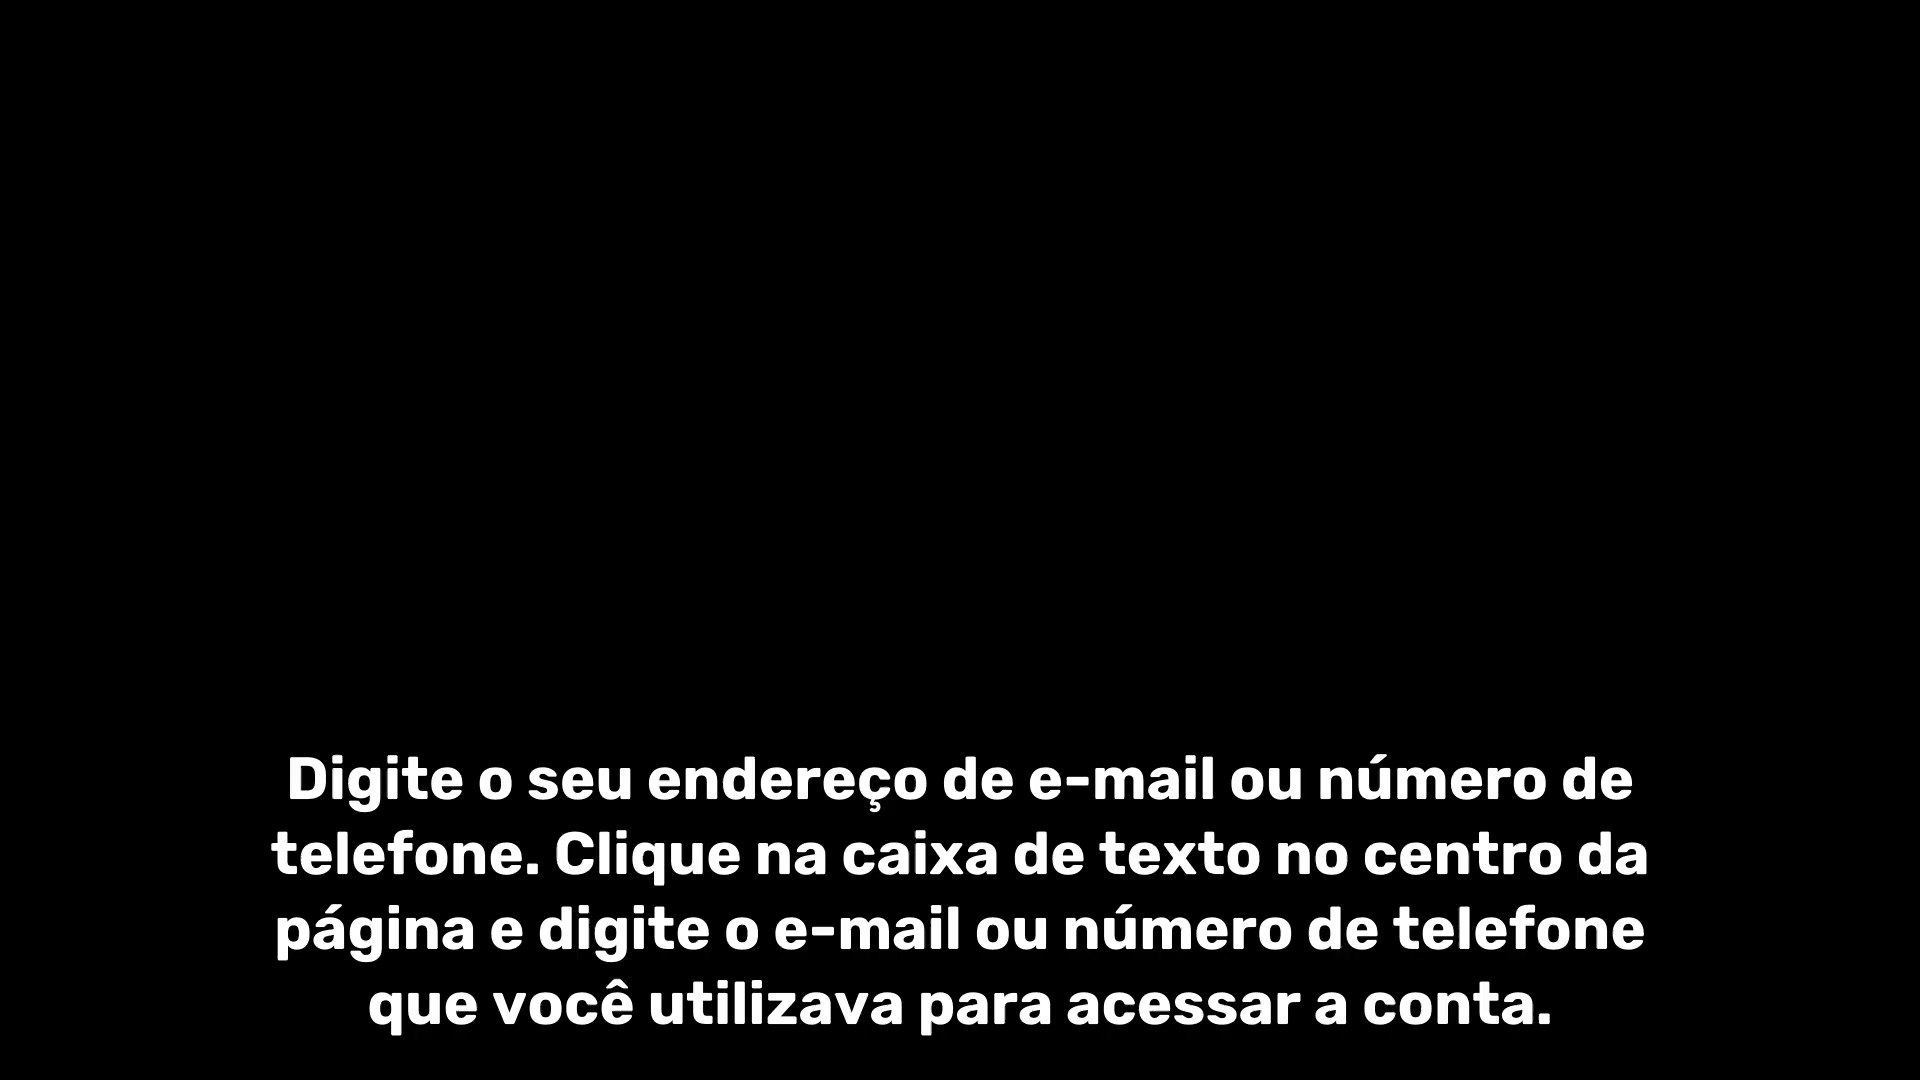 Digite o seu endereço de e-mail ou número de
telefone. Clique na caixa de texto no centro da
página e digite o e-mail ou número de telefone
que você utilizava para acessar a conta.